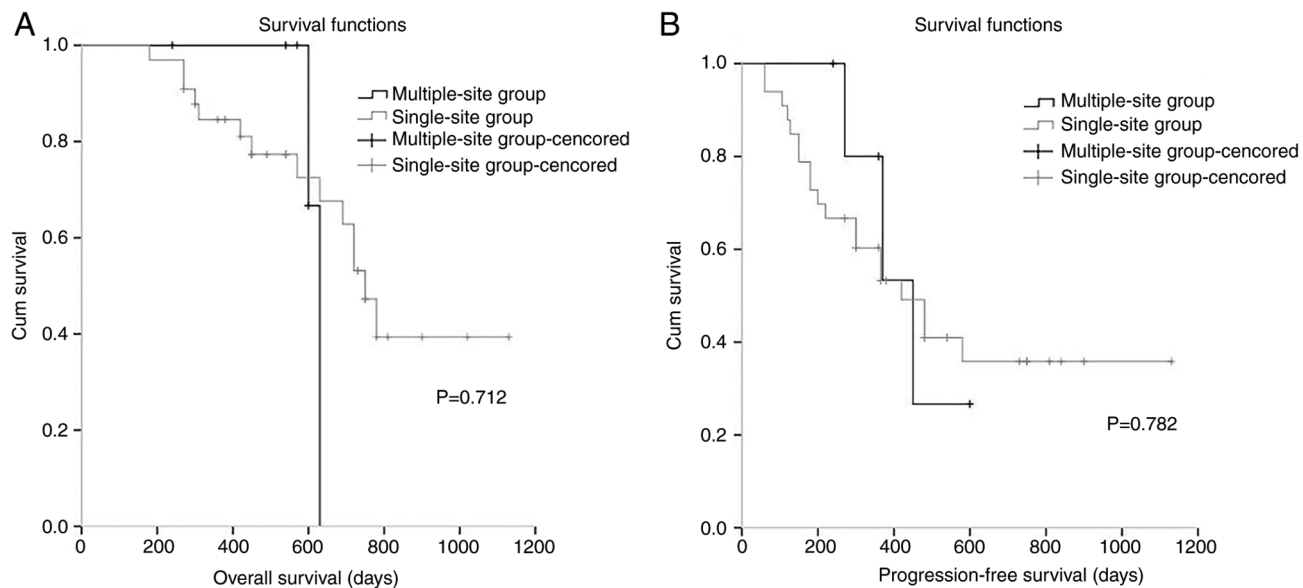 A
Survival functions
1.0
0.8
0.6
0.4
0.2
0.0
Cum survival
Multiple-site group
Single-site group
Multiple-site group-cencored
Single-site group-cencored
P=0.712
0 200 400 600 800 1000 1200
Overall survival (days)
B
Survival functions
1.0
0.8
0.6
0.4
0.2
0.0
Cum survival
Multiple-site group
Single-site group
Multiple-site group-cencored
Single-site group-cencored
P=0.782
0 200 400 600 800 1000 1200
Progression-free survival (days)